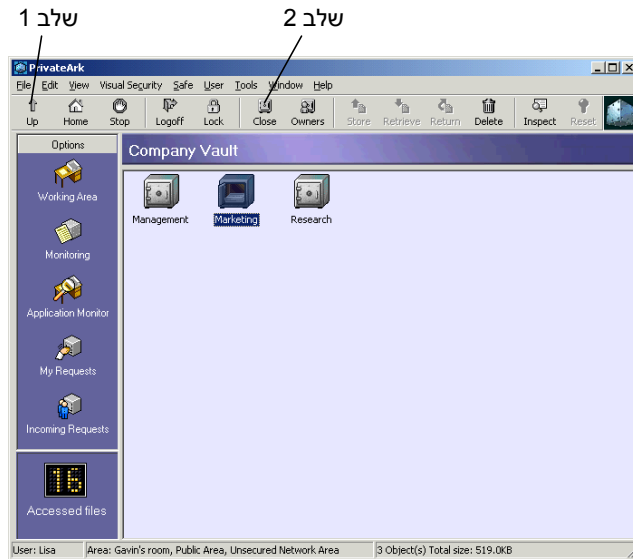 שלב 1
שלב 2
PrivateArk
File Edit View Visual Security Safe User Tools Window Help
Up Home Stop Logoff Lock Close Owners Store Retrieve Return Delete Inspect Reset
Options
Company Vault
Working Area
Monitoring
Application Monitor
My Requests
Incoming Requests
Management Marketing Research
16
Accessed files
User: Lisa Area: Gavin's room, Public Area, Unsecured Network Area 3 Object(s) Total size: 519.0KB